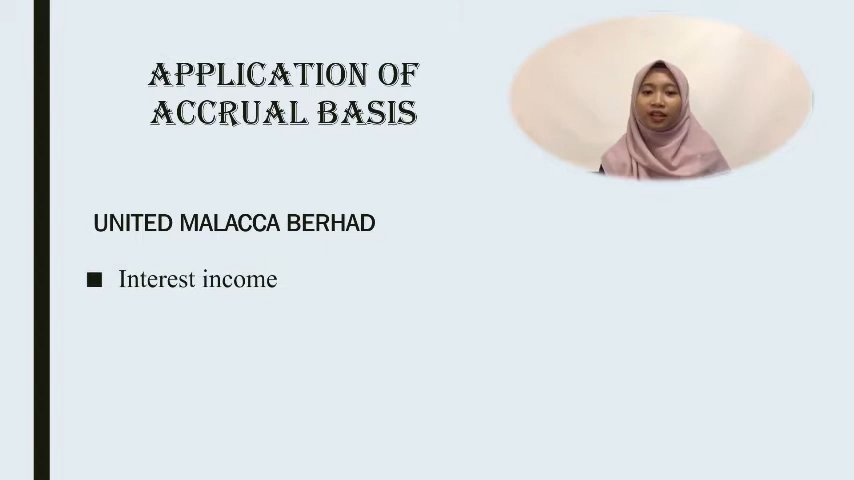 APPLICATION OF
ACCRUAL BASIS
UNITED MALACCA BERHAD
Interest income